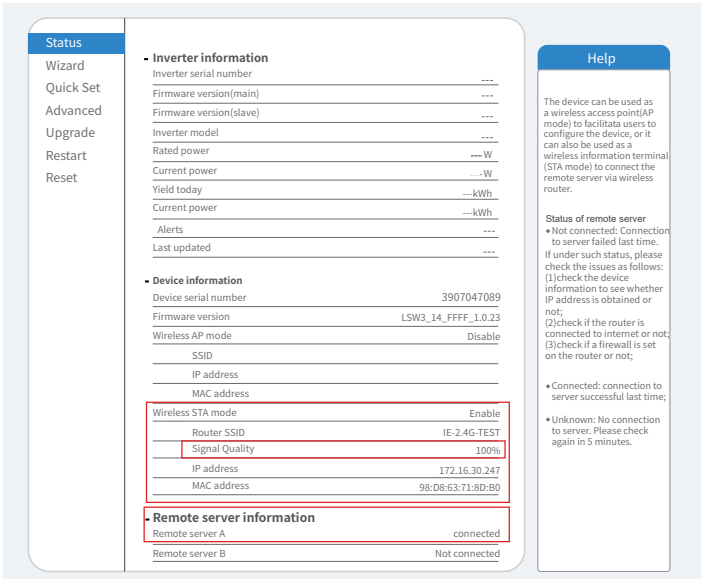 Status
Wizard
Quick Set
Advanced
Upgrade
Restart
Reset
- Inverter information
Inverter serial number ---
Firmware version(main) ---
Firmware version(slave) ---
Inverter model ---
Rated power --- W
Current power --- W
Yield today ---kWh
Current power ---kWh
Alerts ---
Last updated ---
- Device information
Device serial number 3907047089
Firmware version LSW3_14_FFFF_1.0.23
Wireless AP mode Disable
SSID
IP address
MAC address
Wireless STA mode Enable
Router SSID IE-2.4G-TEST
Signal Quality 100%
IP address 172.16.30.247
MAC address 98:D8:63:71:8D:B0
- Remote server information
Remote server A connected
Remote server B Not connected
Help
The device can be used as
a wireless access point(AP
mode) to facilitata users to
configure the device, or it
can also be used as a
wireless information terminal
(STA mode) to connect the
remote server via wireless
router.
Status of remote server
◆Not connected: Connection
to server failed last time.
If under such status, please
check the issues as follows:
(1)check the device
information to see whether
IP address is obtained or
not;
(2)check if the router is
connected to internet or not;
(3)check if a firewall is set
on the router or not;
◆Connected: connection to
server successful last time;
◆Unknown: No connection
to server. Please check
again in 5 minutes.